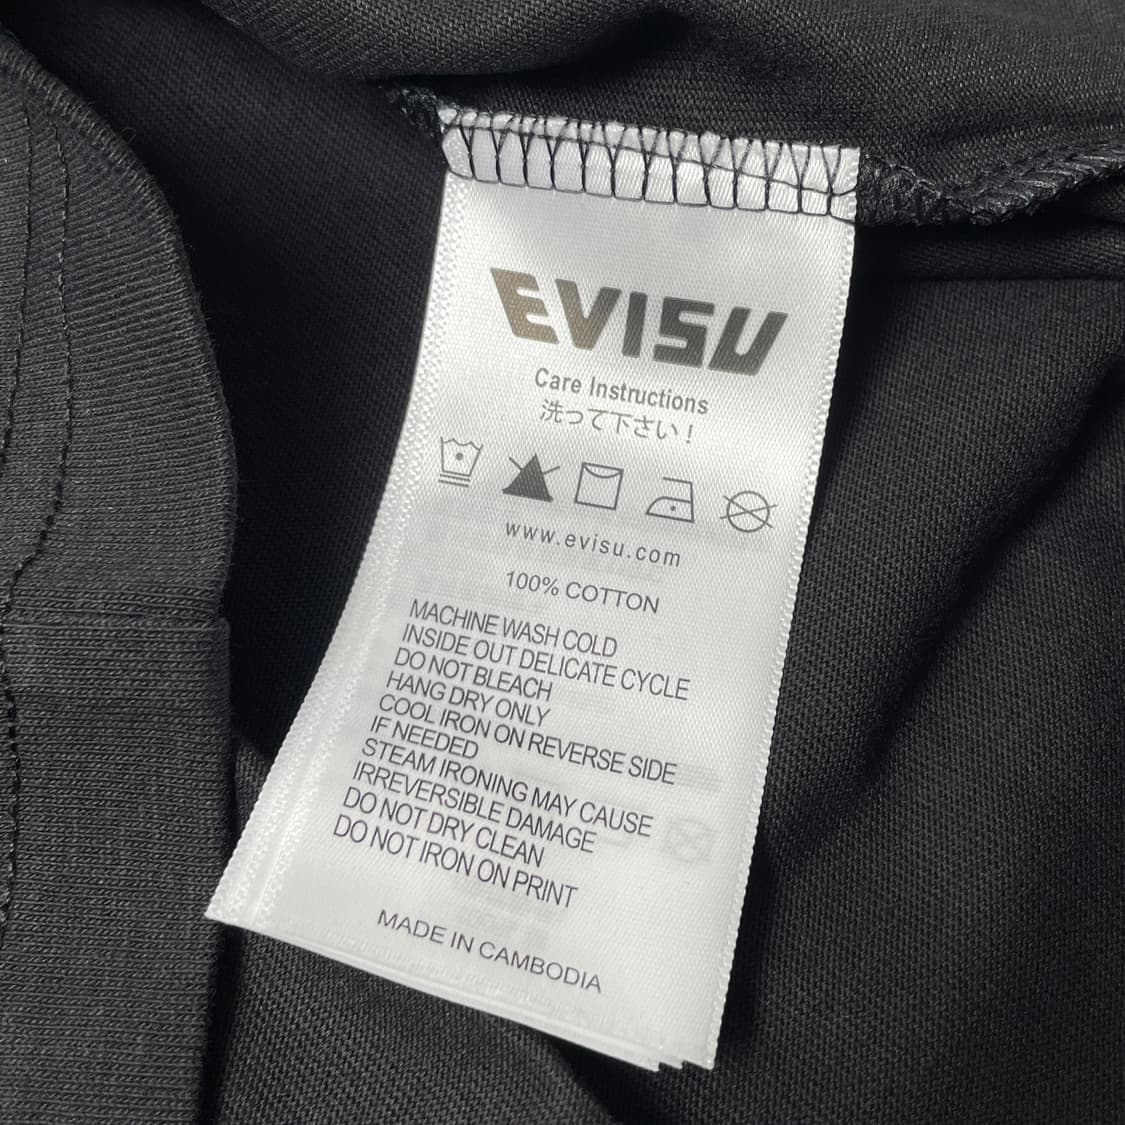 EVISU
Care Instructions
洗って下さい!
www.evisu.com
100% COTTON
MACHINE WASH COLD
INSIDE OUT DELICATE CYCLE
DO NOT BLEACH
HANG DRY ONLY
COOL IRON ON REVERSE SIDE
IF NEEDED
STEAM IRONING MAY CAUSE
IRREVERSIBLE DAMAGE
DO NOT DRY CLEAN
DO NOT IRON ON PRINT
MADE IN CAMBODIA